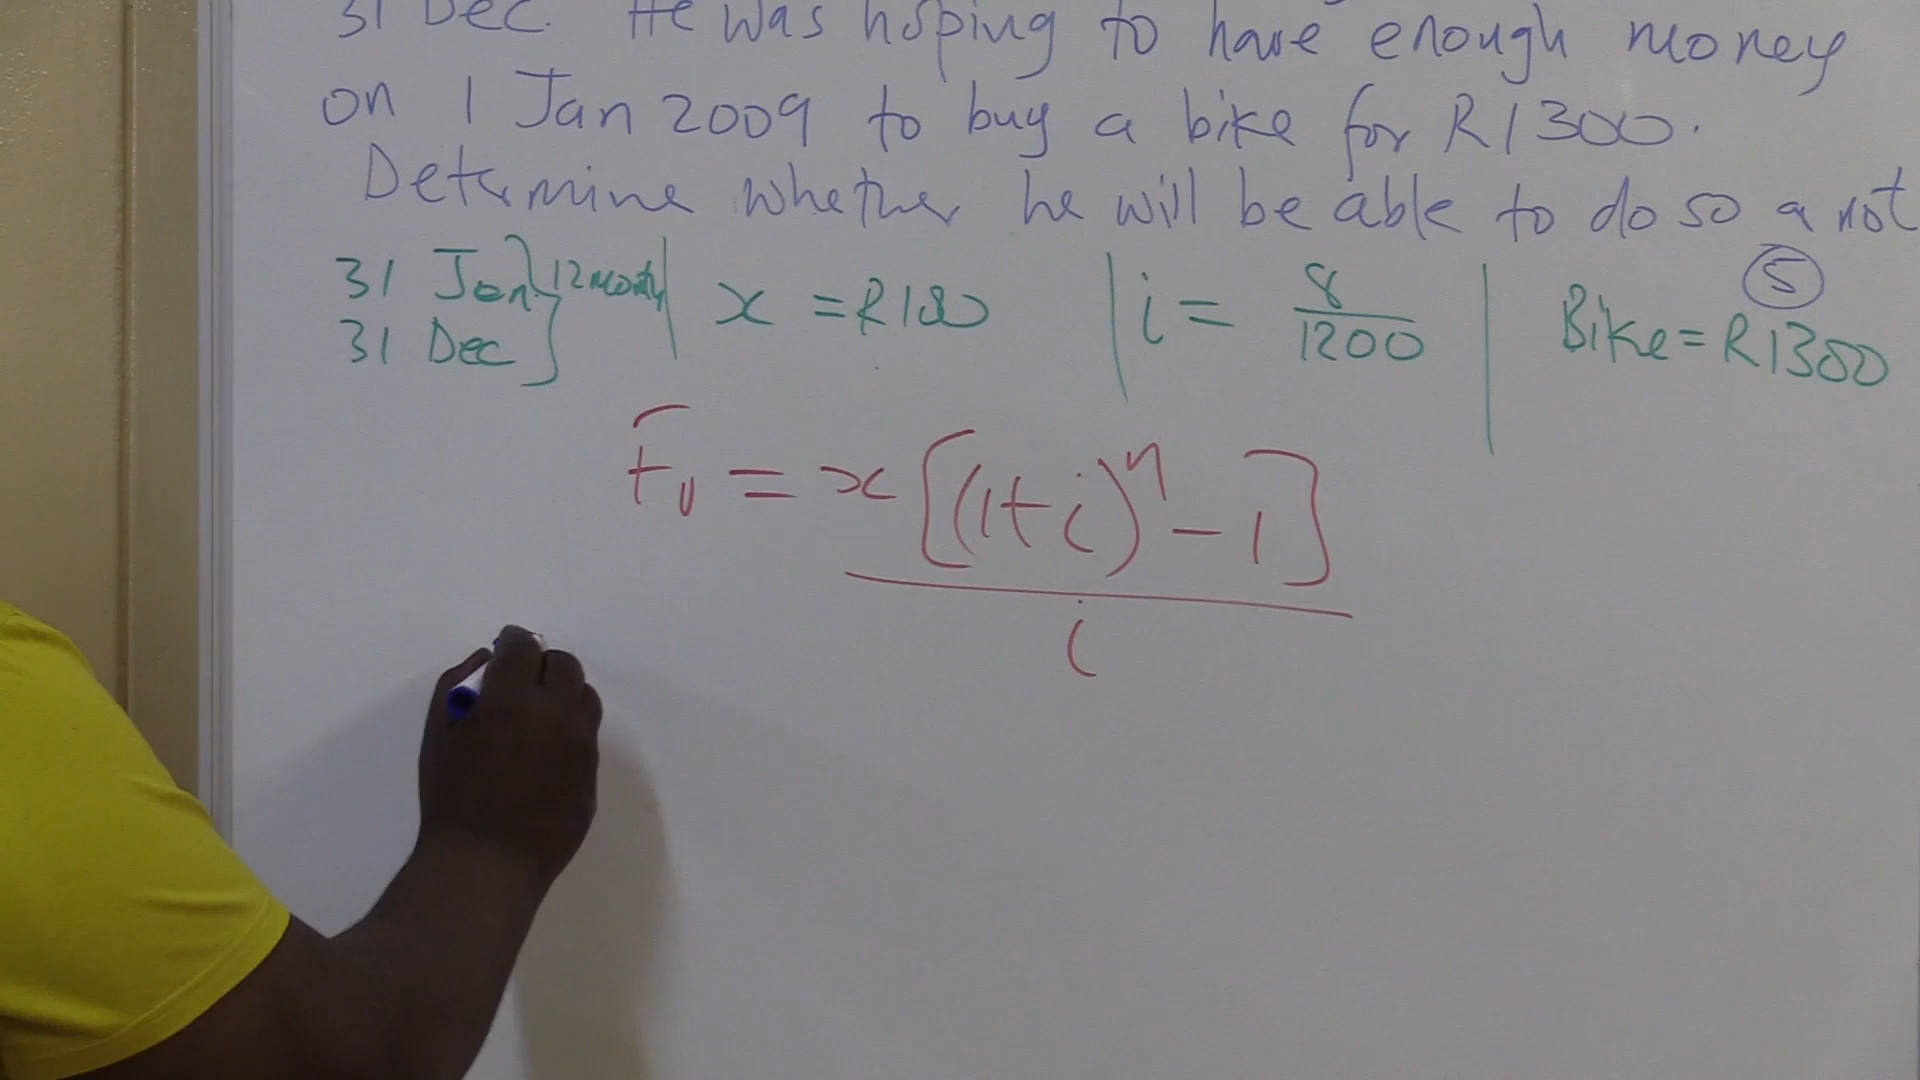 31 Dec. He was hoping to have enough money
on 1 Jan 2009 to buy a bike for R1300.
Determine whether he will be able to do so a not
5
31 Jan } 12 months | x = R100 | i = 8/1200 | Bike = R1300
31 Dec }
Fv = x[(1+i)^n - 1]
i